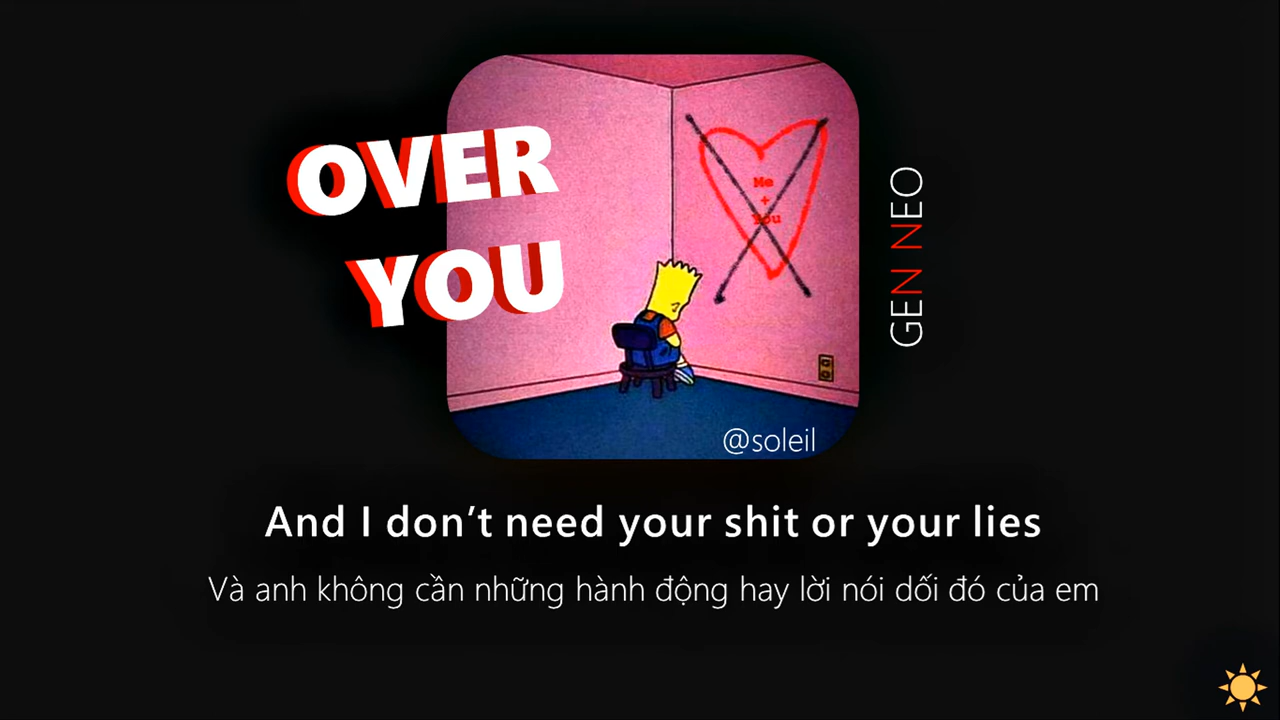 OVER
YOU
Me
+
You
GEN NEO
@soleil
And I don’t need your shit or your lies
Và anh không cần những hành động hay lời nói dối đó của em